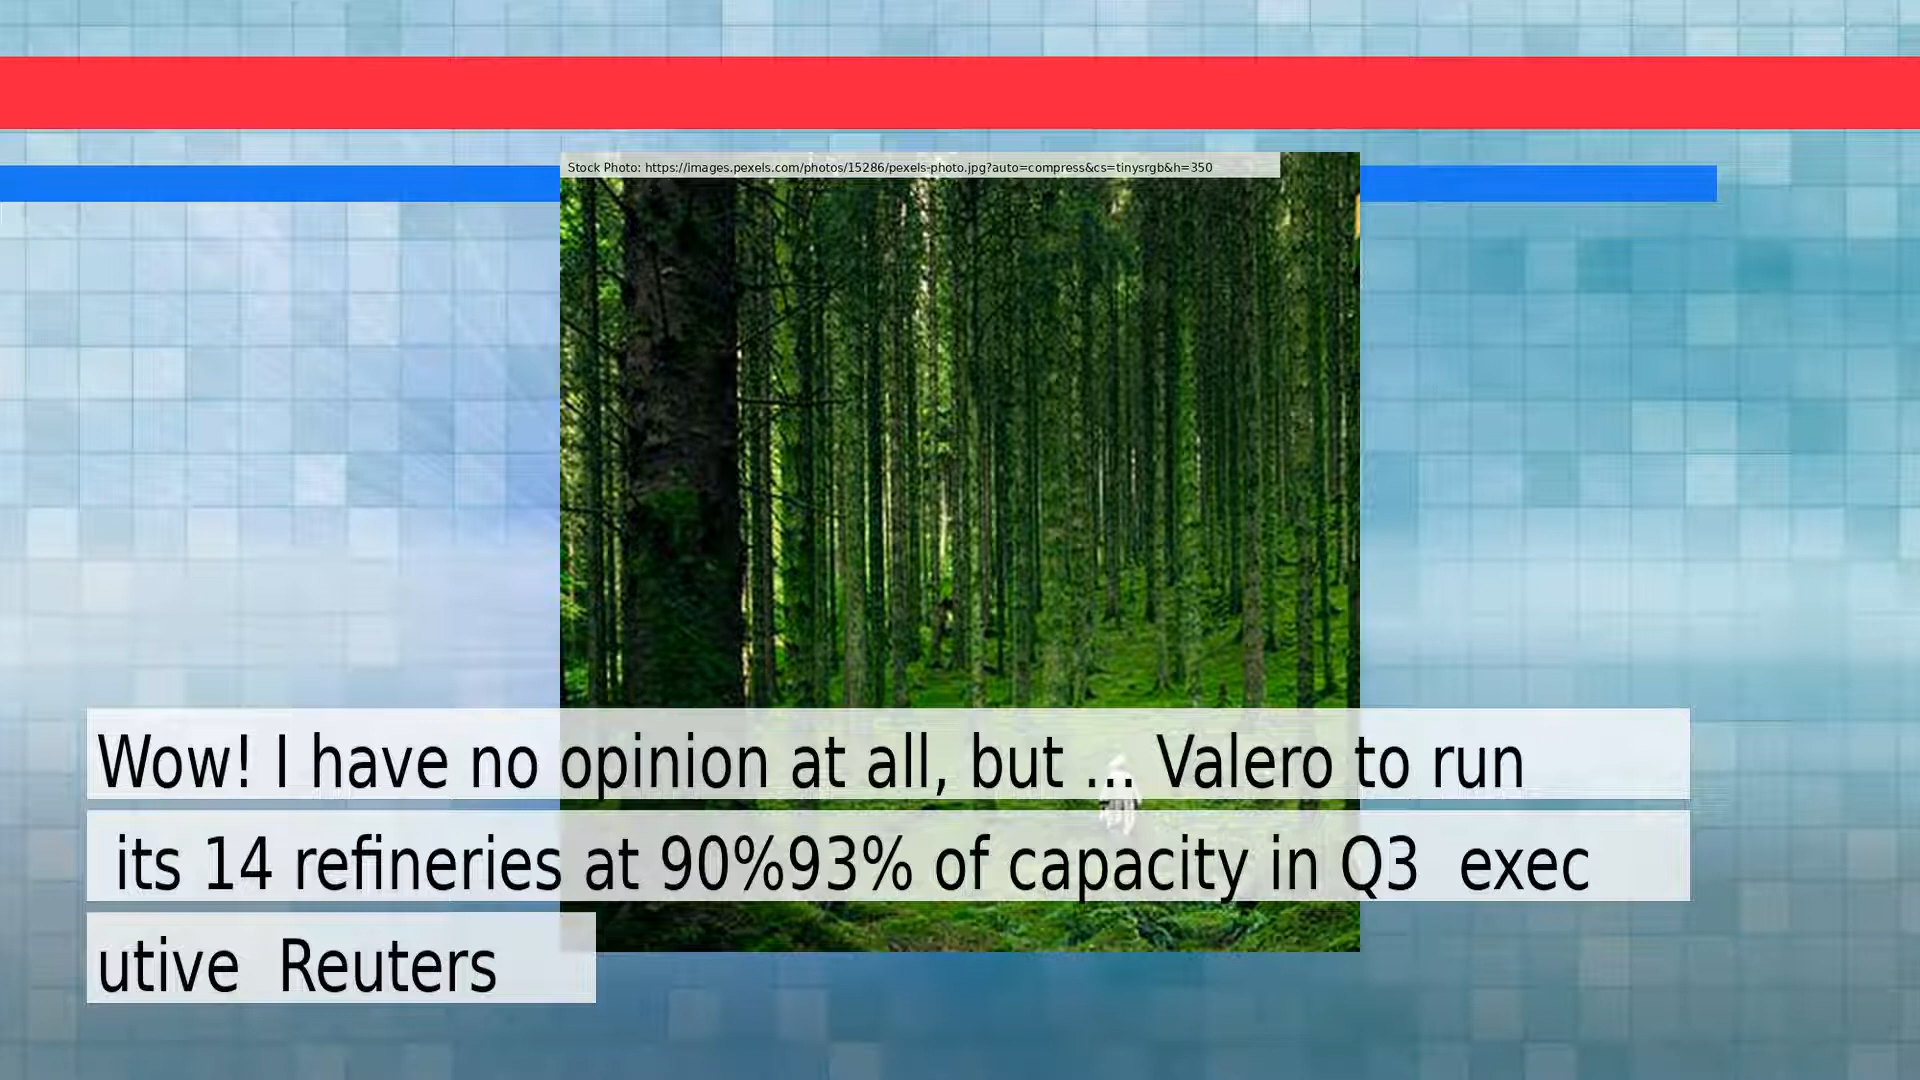 Stock Photo: https://images.pexels.com/photos/15286/pexels-photo.jpg?auto=compress&cs=tinysrgb&h=350
Wow! I have no opinion at all, but ... Valero to run
its 14 refineries at 90%93% of capacity in Q3  exec
utive  Reuters